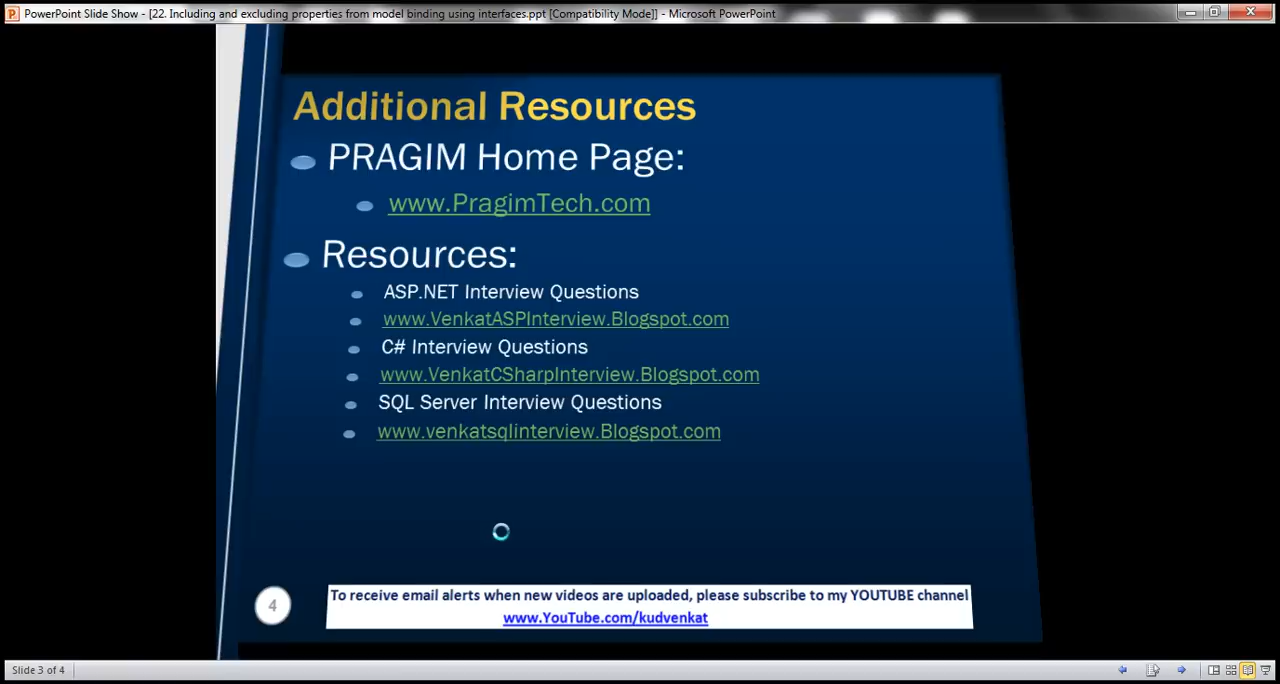 PowerPoint Slide Show - [22. Including and excluding properties from model binding using interfaces.ppt [Compatibility Mode]] - Microsoft PowerPoint
Additional Resources
PRAGIM Home Page:
www.PragimTech.com
Resources:
ASP.NET Interview Questions
www.VenkatASPInterview.Blogspot.com
C# Interview Questions
www.VenkatCSharpInterview.Blogspot.com
SQL Server Interview Questions
www.venkatsqlinterview.Blogspot.com
4
To receive email alerts when new videos are uploaded, please subscribe to my YOUTUBE channel
www.YouTube.com/kudvenkat
Slide 3 of 4